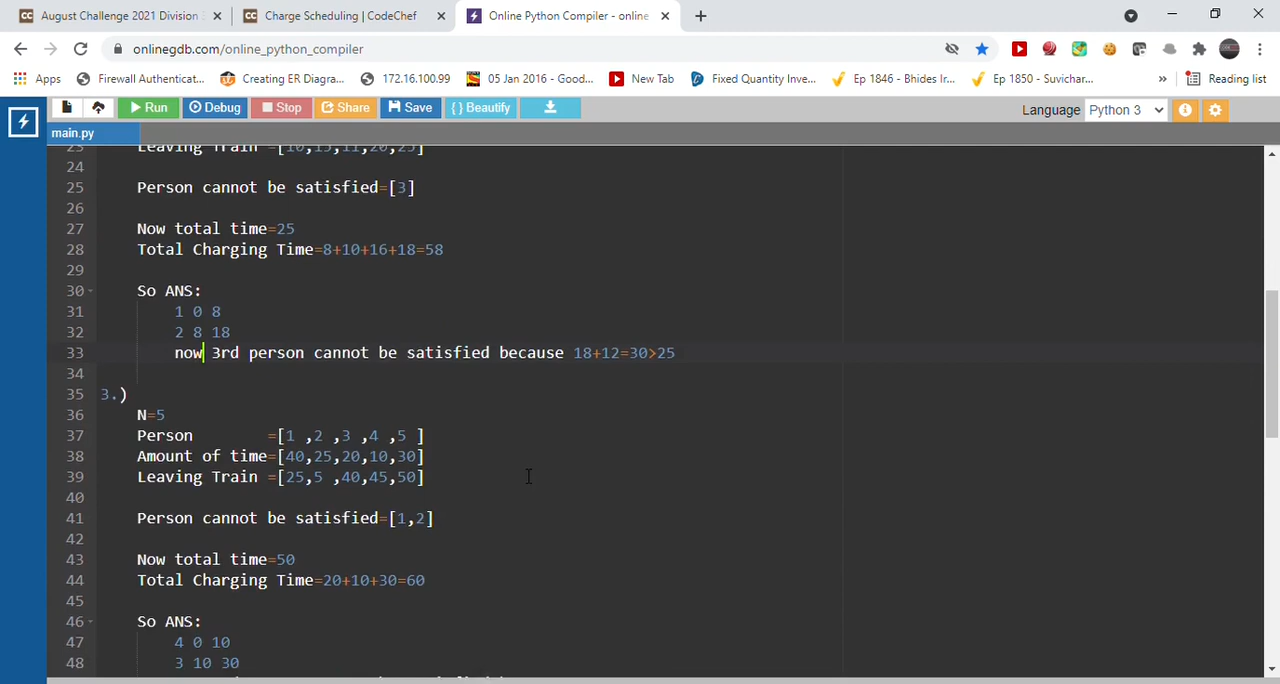 August Challenge 2021 Division
Charge Scheduling | CodeChef
Online Python Compiler - online
onlinegdb.com/online_python_compiler
Apps
Firewall Authenticat...
Creating ER Diagra...
172.16.100.99
05 Jan 2016 - Good...
New Tab
Fixed Quantity Inve...
Ep 1846 - Bhides Ir...
Ep 1850 - Suvichar...
»
Reading list
Run
Debug
Stop
Share
Save
{ } Beautify
Language Python 3
main.py
23 Leaving Train =[10,15,11,20,25]
24
25 Person cannot be satisfied=[3]
26
27 Now total time=25
28 Total Charging Time=8+10+16+18=58
29
30 So ANS:
31 1 0 8
32 2 8 18
33 now 3rd person cannot be satisfied because 18+12=30>25
34
35 3.)
36 N=5
37 Person =[1 ,2 ,3 ,4 ,5 ]
38 Amount of time=[40,25,20,10,30]
39 Leaving Train =[25,5 ,40,45,50]
40
41 Person cannot be satisfied=[1,2]
42
43 Now total time=50
44 Total Charging Time=20+10+30=60
45
46 So ANS:
47 4 0 10
48 3 10 30